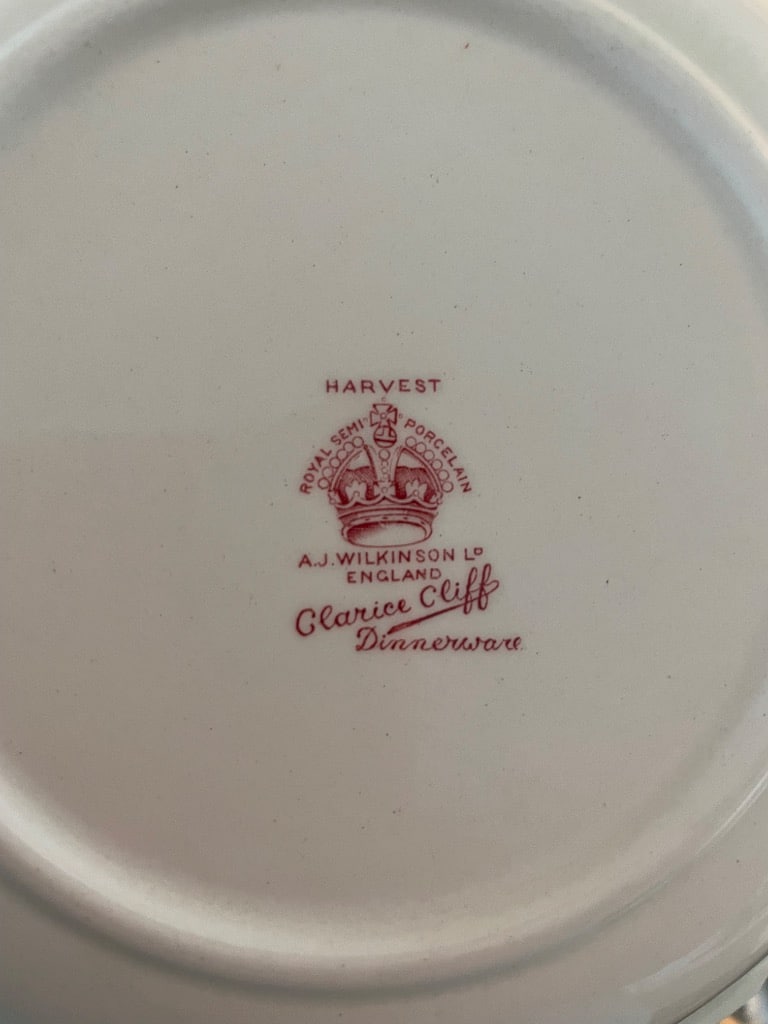 HARVEST
ROYAL SEMI PORCELAIN
A.J. WILKINSON Lᴰ
ENGLAND
Clarice Cliff
Dinnerware